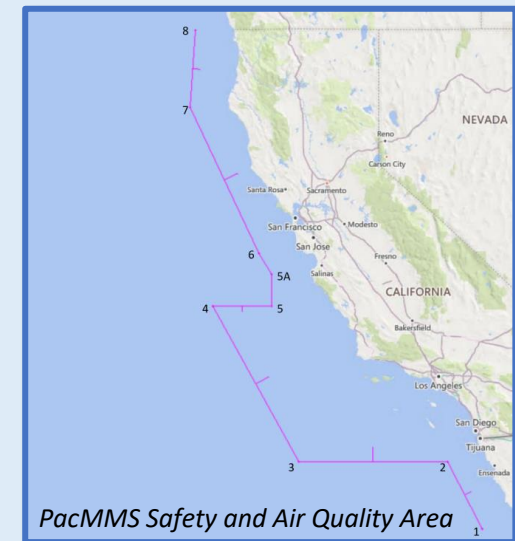 8
7
NEVADA
Reno
Carson City
Santa Rosa
Sacramento
San Francisco
Modesto
San Jose
6
Salinas
Fresno
5A
CALIFORNIA
4
5
Bakersfield
Los Angeles
San Diego
Tijuana
3
2
Ensenada
PacMMS Safety and Air Quality Area
1